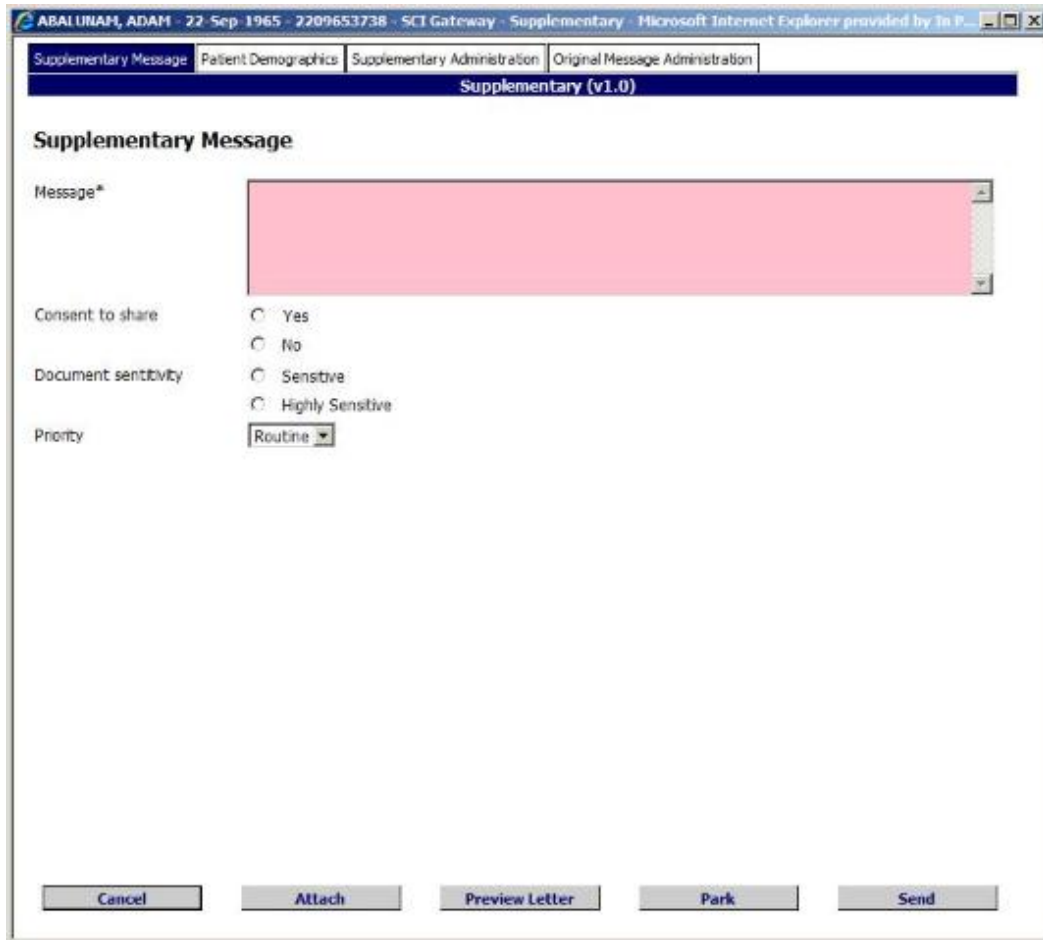 ABALUNAM, ADAM - 22-Sep-1965 - 2209653738 - SCI Gateway - Supplementary - Microsoft Internet Explorer provided by In P...
Supplementary Message Patient Demographics Supplementary Administration Original Message Administration
Supplementary (v1.0)
Supplementary Message
Message*
Consent to share Yes
No
Document sentitivity Sensitive
Highly Sensitive
Priority Routine
Cancel Attach Preview Letter Park Send